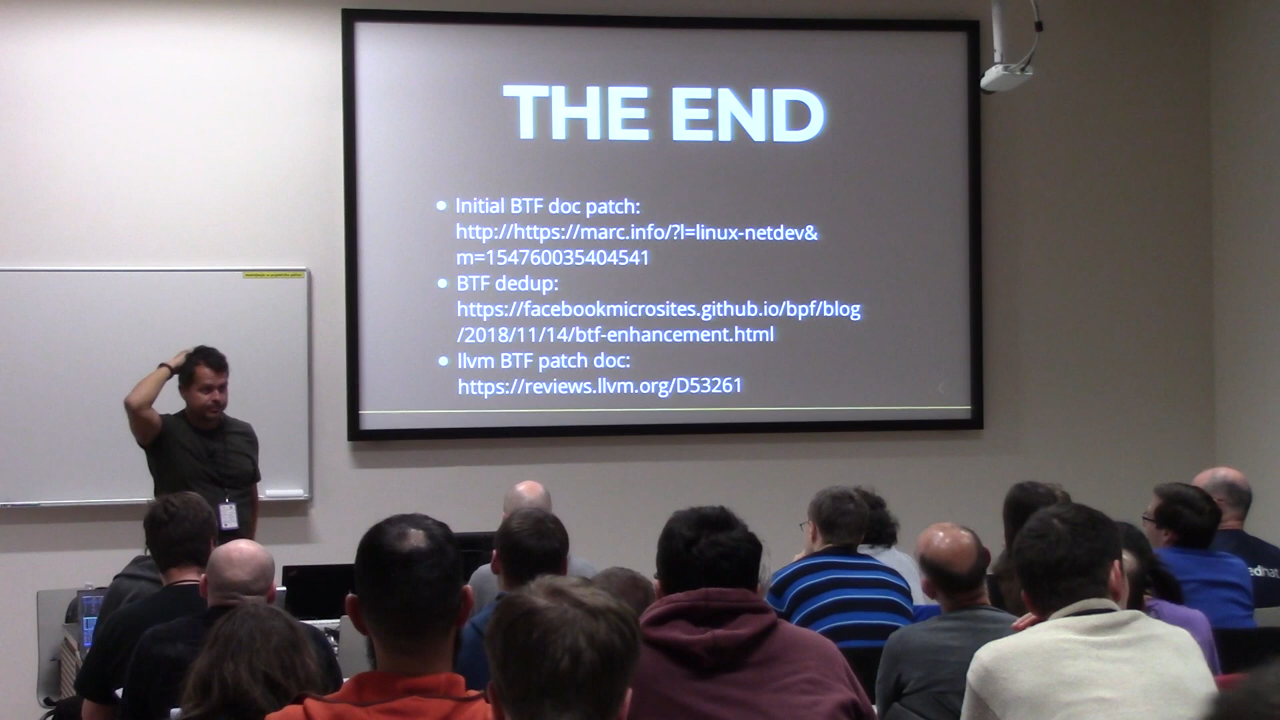 THE END
• Initial BTF doc patch:
http://https://marc.info/?l=linux-netdev&
m=154760035404541
• BTF dedup:
https://facebookmicrosites.github.io/bpf/blog
/2018/11/14/btf-enhancement.html
• llvm BTF patch doc:
https://reviews.llvm.org/D53261